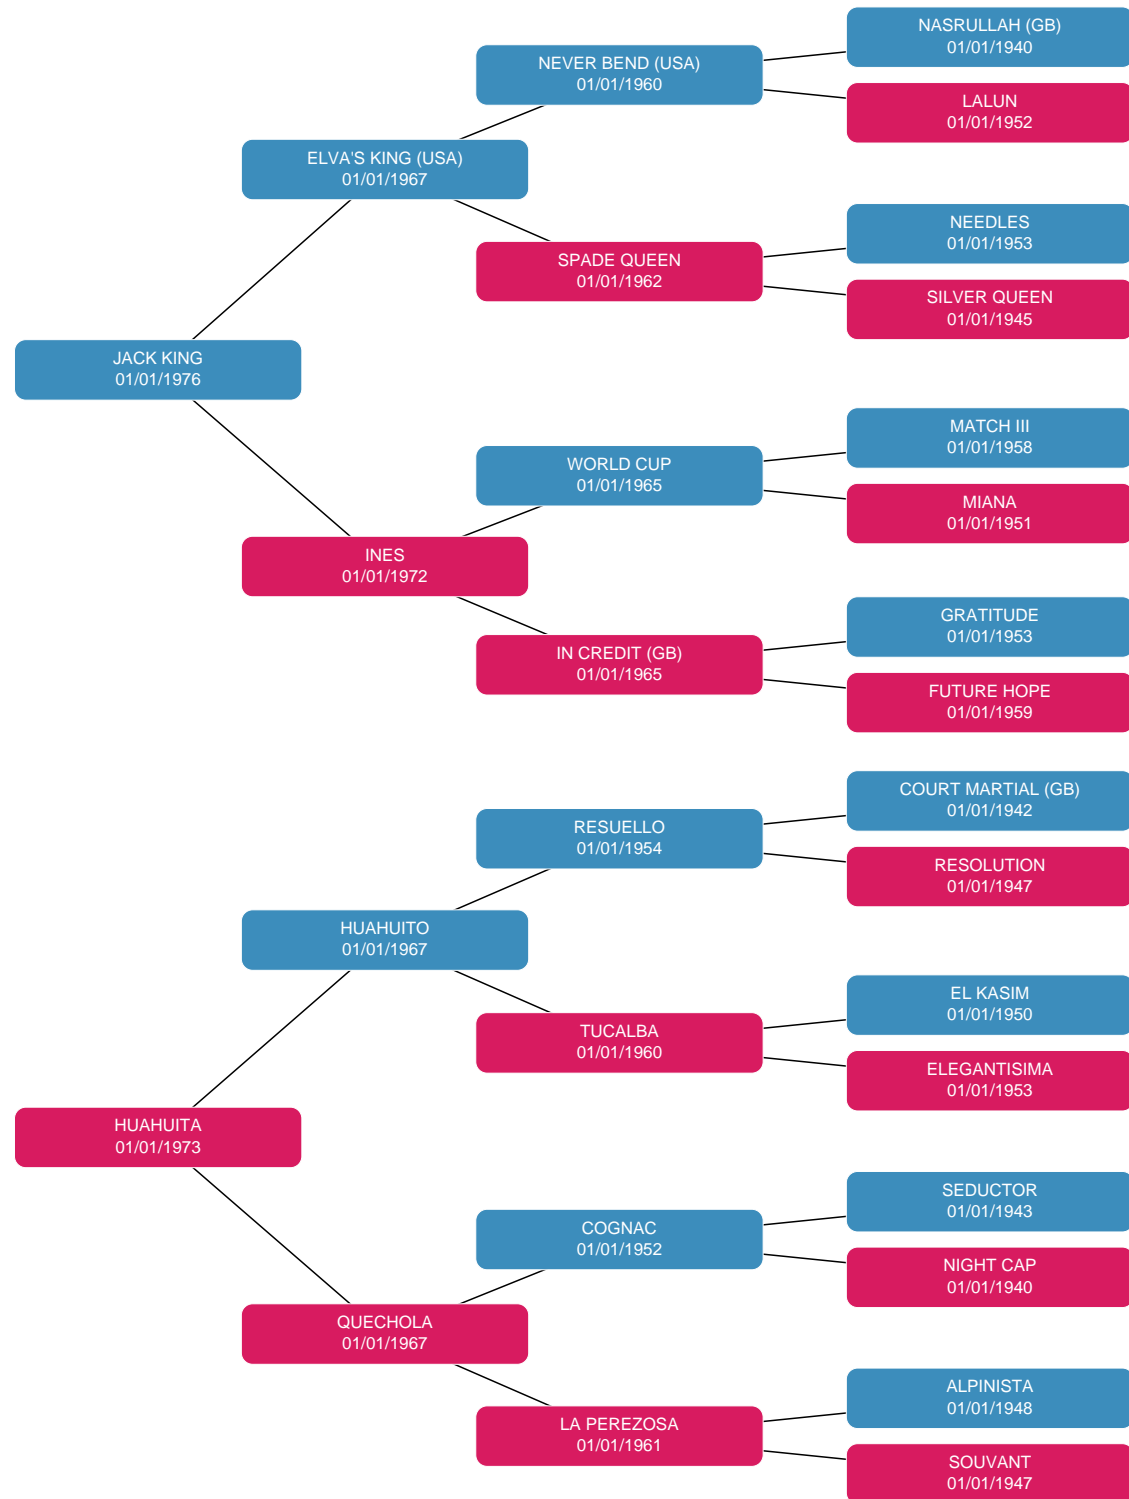 NASRULLAH (GB)
01/01/1940
NEVER BEND (USA)
01/01/1960
LALUN
01/01/1952
ELVA'S KING (USA)
01/01/1967
NEEDLES
01/01/1953
SPADE QUEEN
01/01/1962
SILVER QUEEN
01/01/1945
JACK KING
01/01/1976
MATCH III
01/01/1958
WORLD CUP
01/01/1965
MIANA
01/01/1951
INES
01/01/1972
GRATITUDE
01/01/1953
IN CREDIT (GB)
01/01/1965
FUTURE HOPE
01/01/1959
COURT MARTIAL (GB)
01/01/1942
RESUELLO
01/01/1954
RESOLUTION
01/01/1947
HUAHUITO
01/01/1967
EL KASIM
01/01/1950
TUCALBA
01/01/1960
ELEGANTISIMA
01/01/1953
HUAHUITA
01/01/1973
SEDUCTOR
01/01/1943
COGNAC
01/01/1952
NIGHT CAP
01/01/1940
QUECHOLA
01/01/1967
ALPINISTA
01/01/1948
LA PEREZOSA
01/01/1961
SOUVANT
01/01/1947